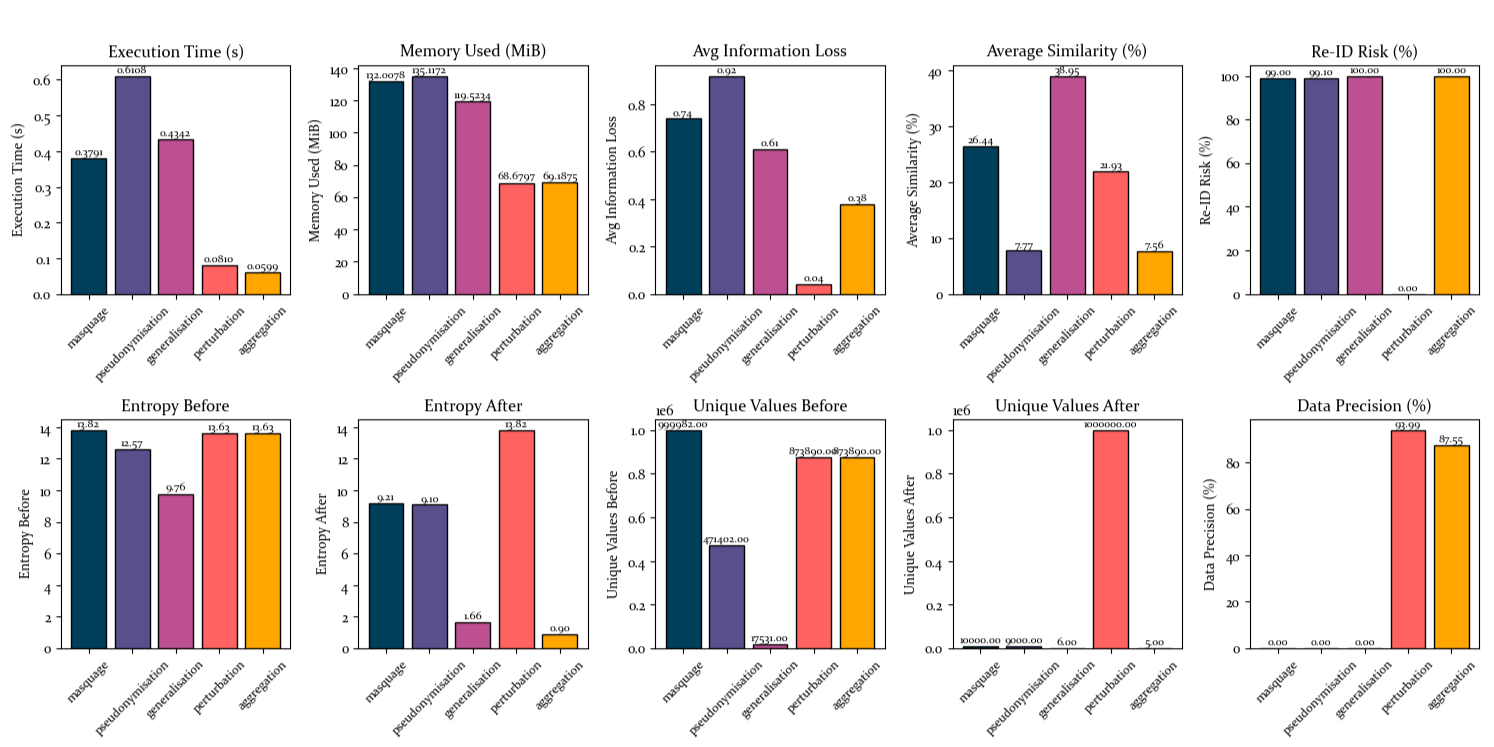 Execution Time (s)
Execution Time (s)
0.6
0.5
0.4
0.3
0.2
0.1
0.0
0.3791
0.6108
0.4342
0.0810
0.0599
masquage
pseudonymisation
generalisation
perturbation
aggregation
Memory Used (MiB)
Memory Used (MiB)
140
120
100
80
60
40
20
0
132.0078
135.1172
119.5234
68.6797
69.1875
masquage
pseudonymisation
generalisation
perturbation
aggregation
Avg Information Loss
Avg Information Loss
0.8
0.6
0.4
0.2
0.0
0.74
0.92
0.61
0.04
0.38
masquage
pseudonymisation
generalisation
perturbation
aggregation
Average Similarity (%)
Average Similarity (%)
40
30
20
10
0
26.44
7.77
38.95
21.93
7.56
masquage
pseudonymisation
generalisation
perturbation
aggregation
Re-ID Risk (%)
Re-ID Risk (%)
100
80
60
40
20
0
99.00
99.10
100.00
0.00
100.00
masquage
pseudonymisation
generalisation
perturbation
aggregation
Entropy Before
Entropy Before
14
12
10
8
6
4
2
0
13.82
12.57
9.76
13.63
13.63
masquage
pseudonymisation
generalisation
perturbation
aggregation
Entropy After
Entropy After
14
12
10
8
6
4
2
0
9.21
9.10
1.66
13.82
0.90
masquage
pseudonymisation
generalisation
perturbation
aggregation
Unique Values Before
1e6
Unique Values Before
1.0
0.8
0.6
0.4
0.2
0.0
999982.00
471402.00
17531.00
873890.00
873890.00
masquage
pseudonymisation
generalisation
perturbation
aggregation
Unique Values After
1e6
Unique Values After
1.0
0.8
0.6
0.4
0.2
0.0
10000.00
9000.00
6.00
1000000.00
5.00
masquage
pseudonymisation
generalisation
perturbation
aggregation
Data Precision (%)
Data Precision (%)
80
60
40
20
0
0.00
0.00
0.00
93.99
87.55
masquage
pseudonymisation
generalisation
perturbation
aggregation